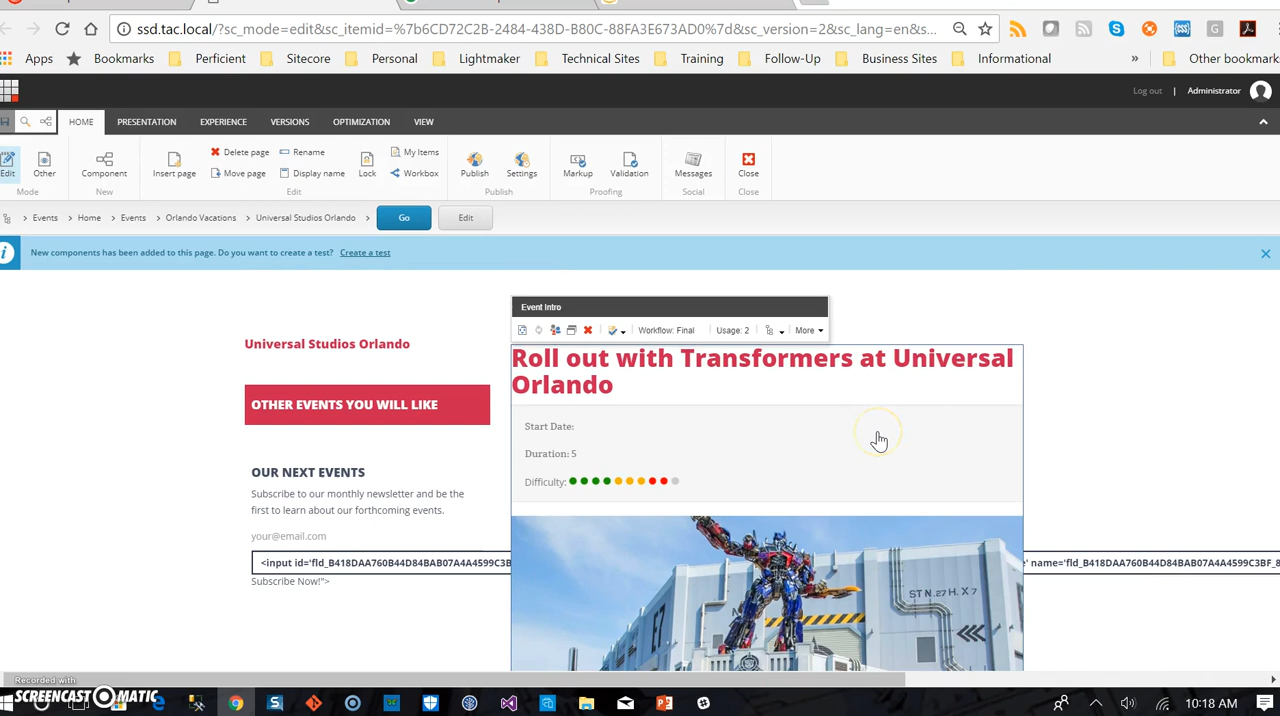 ssd.tac.local/?sc_mode=edit&sc_itemid=%7b6CD72C2B-2484-438D-B80C-88FA3E673AD0%7d&sc_version=2&sc_lang=en&s...
Apps Bookmarks Perficient Sitecore Personal Lightmaker Technical Sites Training Follow-Up Business Sites Informational » Other bookmarks
Log out | Administrator
HOME PRESENTATION EXPERIENCE VERSIONS OPTIMIZATION VIEW
Delete page Rename My Items
Edit Other Component Insert page Move page Display name Lock Workbox Publish Settings Markup Validation Messages Close
Mode New Edit Publish Proofing Social Close
Events Home Events Orlando Vacations Universal Studios Orlando Go Edit
New components has been added to this page. Do you want to create a test? Create a test
Event Intro
Workflow: Final Usage: 2 More
Universal Studios Orlando
OTHER EVENTS YOU WILL LIKE
OUR NEXT EVENTS
Subscribe to our monthly newsletter and be the
first to learn about our forthcoming events.
your@email.com
<input id='fld_B418DAA760B44D84BAB07A4A4599C3B
Subscribe Now!">
Roll out with Transformers at Universal
Orlando
Start Date:
Duration: 5
Difficulty:
E7
STN.27H.X7
' name='fld_B418DAA760B44D84BAB07A4A4599C3BF_8
Recorded with
SCREENCAST-O-MATIC
10:18 AM